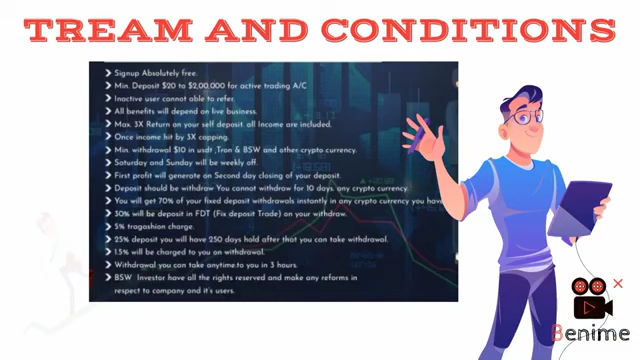 TREAM AND CONDITIONS
Signup Absolutely free.
Min. Deposit $20 to $2,00,000 for active trading A/C
Inactive user cannot able to refer.
All benefits will depend on live business.
Max. 3X Return on your self deposit. all Income are included.
Once income hit by 3X capping.
Min. withdrawal $10 in usdt ,Tron & BSW and other crypto currency.
Saturday and Sunday will be weekly off.
First profit will generate on Second day closing of your deposit.
Deposit should be withdraw You cannot withdraw for 10 days any crypto currency.
You will get 70% of your fixed deposit withdrawals instantly in any crypto currency you have
30% will be deposit in FDT (Fix deposit Trade) on your withdraw.
5% tragashion charge.
25% deposit you will have 250 days hold after that you can take withdrawal.
15% will be charged to you on withdrawal.
Withdrawal you can take anytime.to you in 3 hours.
BSW Investor have all the rights reserved and make any reforms in
respect to company and it's users.
Benime